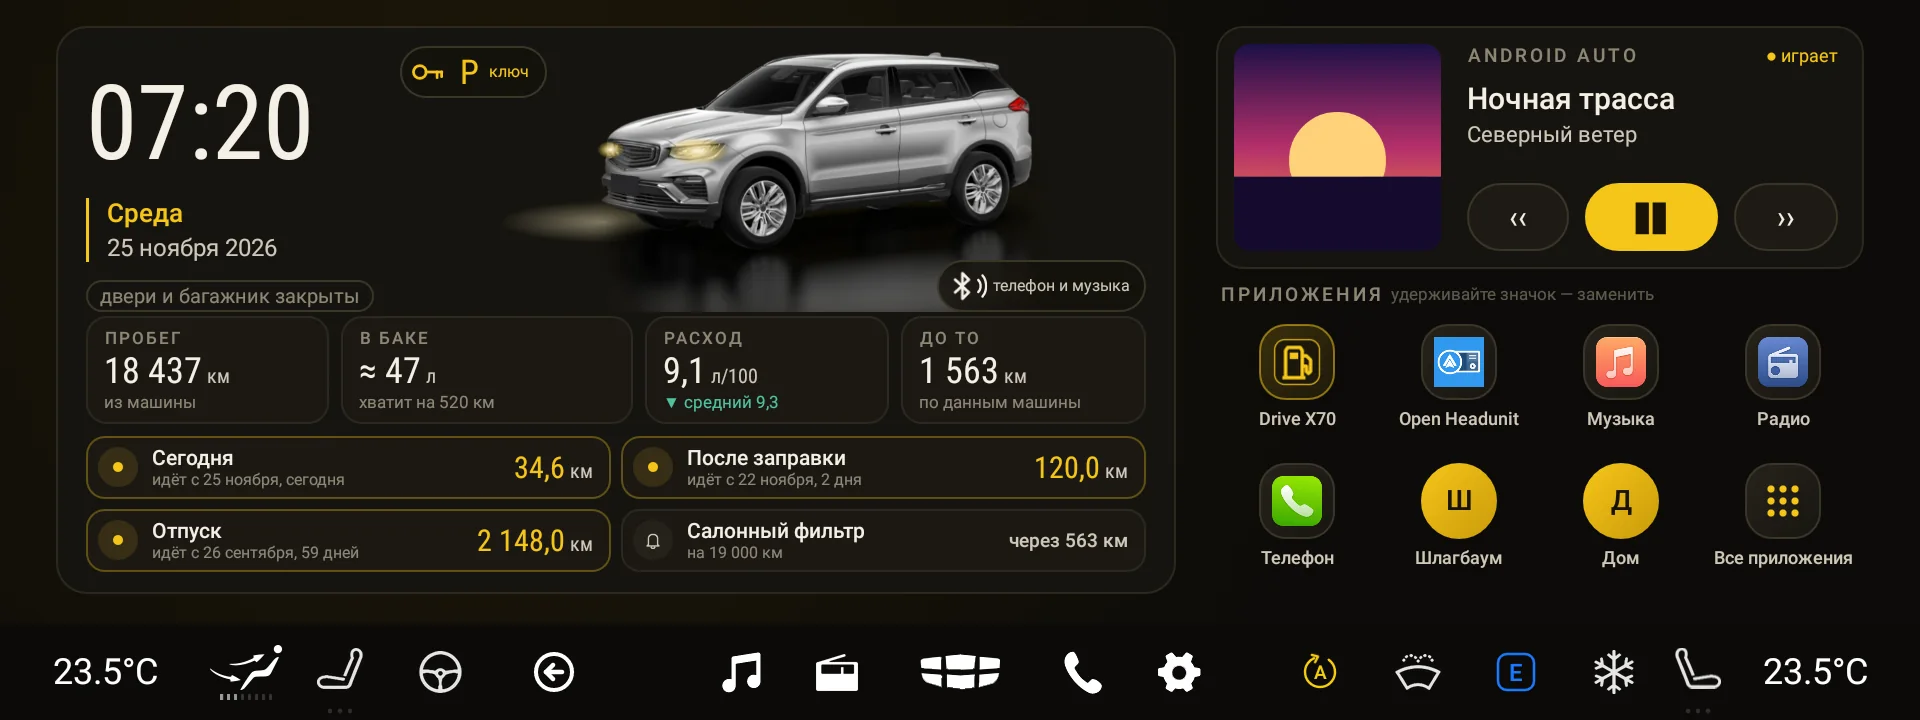 07:20
P ключ
Среда
25 ноября 2026
двери и багажник закрыты
телефон и музыка
ПРОБЕГ
18 437 км
из машины
В БАКЕ
≈ 47 л
хватит на 520 км
РАСХОД
9,1 л/100
▼ средний 9,3
ДО ТО
1 563 км
по данным машины
Сегодня
идёт с 25 ноября, сегодня
34,6 км
После заправки
идёт с 22 ноября, 2 дня
120,0 км
Отпуск
идёт с 26 сентября, 59 дней
2 148,0 км
Салонный фильтр
на 19 000 км
через 563 км
ANDROID AUTO
играет
Ночная трасса
Северный ветер
ПРИЛОЖЕНИЯ удерживайте значок — заменить
Drive X70
Open Headunit
Музыка
Радио
Телефон
Ш
Шлагбаум
Д
Дом
Все приложения
23.5°C
A
E
23.5°C